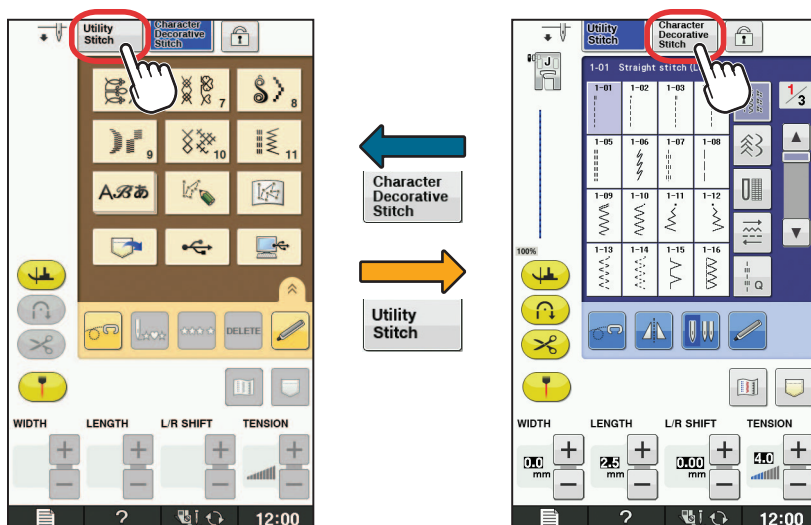 Utility
Stitch
Character
Decorative
Stitch
7
8
9
10
11
ABあ
DELETE
WIDTH
LENGTH
L/R SHIFT
TENSION
+
+
+
+
−
−
−
−
?
12:00
Character
Decorative
Stitch
Utility
Stitch
Utility
Stitch
Character
Decorative
Stitch
J
1-01 Straight stitch (L
1/3
1-01
1-02
1-03
1-05
1-06
1-07
1-08
1-09
1-10
1-11
1-12
1-13
1-14
1-15
1-16
Q
100%
WIDTH
LENGTH
L/R SHIFT
TENSION
0.0
mm
2.5
mm
0.00
mm
4.0
+
+
+
+
−
−
−
−
?
12:00